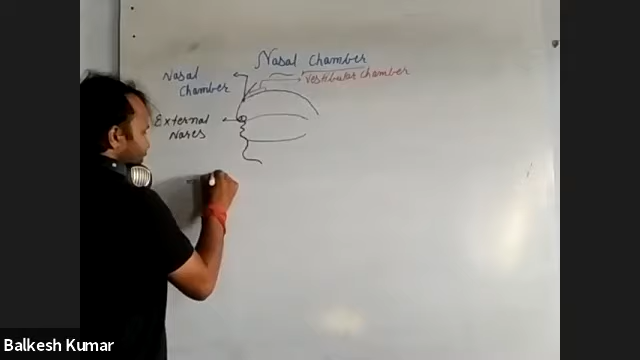 Nasal Chamber
Nasal
Chamber
Vestibular Chamber
External
Nares
Balkesh Kumar